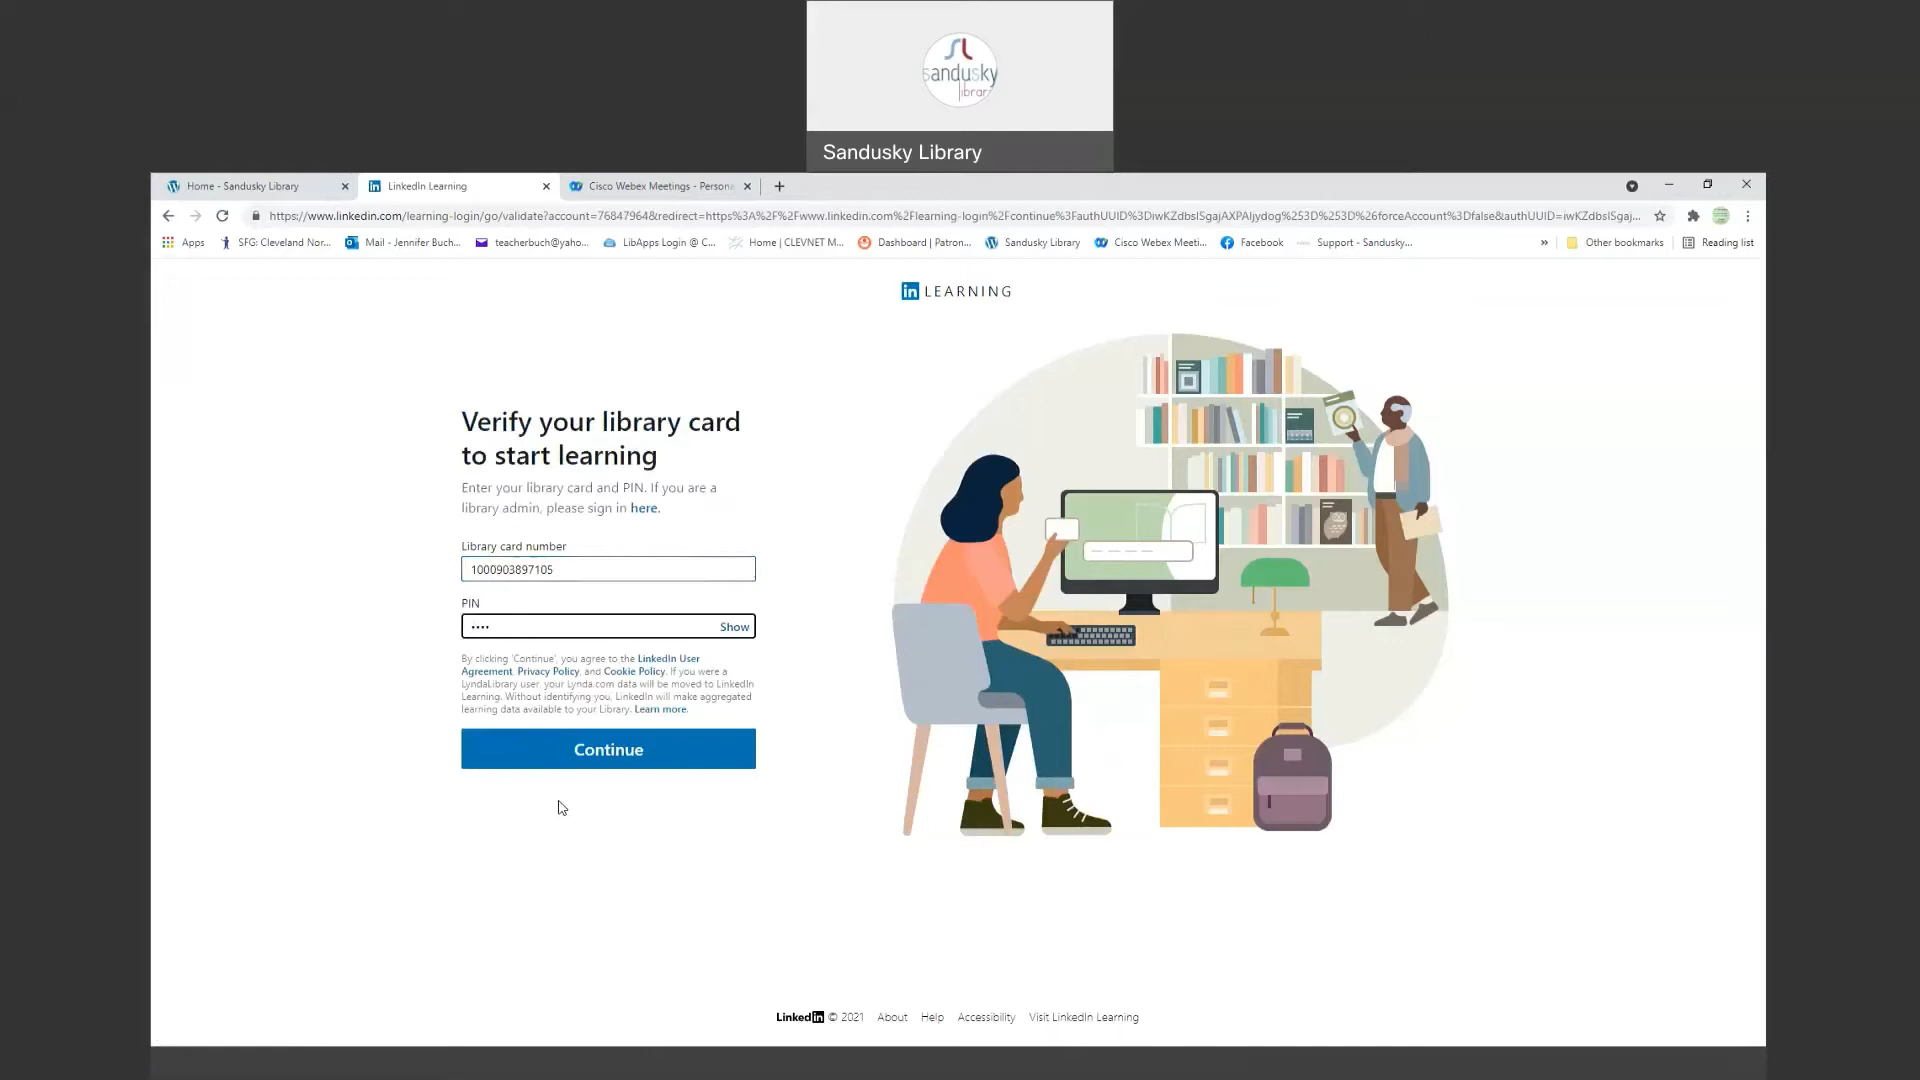 sandusky
library
Sandusky Library
Home - Sandusky Library
LinkedIn Learning
Cisco Webex Meetings - Persona
https://www.linkedin.com/learning-login/go/validate?account=76847964&redirect=https%3A%2F%2Fwww.linkedin.com%2Flearning-login%2Fcontinue%3FauthUUID%3DiwKZdbslSgajAXPAljydog%253D%253D%26forceAccount%3Dfalse&authUUID=iwKZdbslSgaj...
Apps SFG: Cleveland Nor... Mail - Jennifer Buch... teacherbuch@yaho... LibApps Login @ C... Home | CLEVNET M... Dashboard | Patron... Sandusky Library Cisco Webex Meeti... Facebook Support - Sandusky... » Other bookmarks Reading list
in LEARNING
Verify your library card
to start learning
Enter your library card and PIN. If you are a
library admin, please sign in here.
Library card number
1000903897105
PIN
•••• Show
By clicking 'Continue', you agree to the LinkedIn User
Agreement, Privacy Policy, and Cookie Policy. If you were a
LyndaLibrary user, your Lynda.com data will be moved to LinkedIn
Learning. Without identifying you, LinkedIn will make aggregated
learning data available to your Library. Learn more.
Continue
LinkedIn © 2021 About Help Accessibility Visit LinkedIn Learning